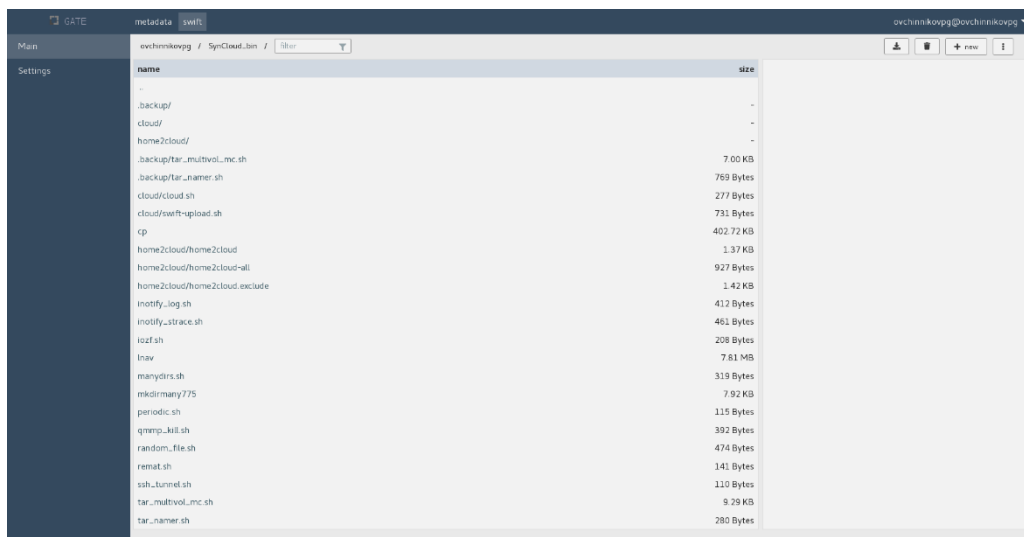 GATE metadata swift ovchinnikovpg@ovchinnikovpg
Main ovchinnikovpg / SynCloud_bin / filter + new
Settings name size
..
.backup/ -
cloud/ -
home2cloud/ -
.backup/tar_multivol_mc.sh 7.00 KB
.backup/tar_namer.sh 769 Bytes
cloud/cloud.sh 277 Bytes
cloud/swift-upload.sh 731 Bytes
cp 402.72 KB
home2cloud/home2cloud 1.37 KB
home2cloud/home2cloud-all 927 Bytes
home2cloud/home2cloud.exclude 1.42 KB
inotify_log.sh 412 Bytes
inotify_strace.sh 461 Bytes
iozf.sh 208 Bytes
lnav 7.81 MB
manydirs.sh 319 Bytes
mkdirmany775 7.92 KB
periodic.sh 115 Bytes
qmmp_kill.sh 392 Bytes
random_file.sh 474 Bytes
remat.sh 141 Bytes
ssh_tunnel.sh 110 Bytes
tar_multivol_mc.sh 9.29 KB
tar_namer.sh 280 Bytes